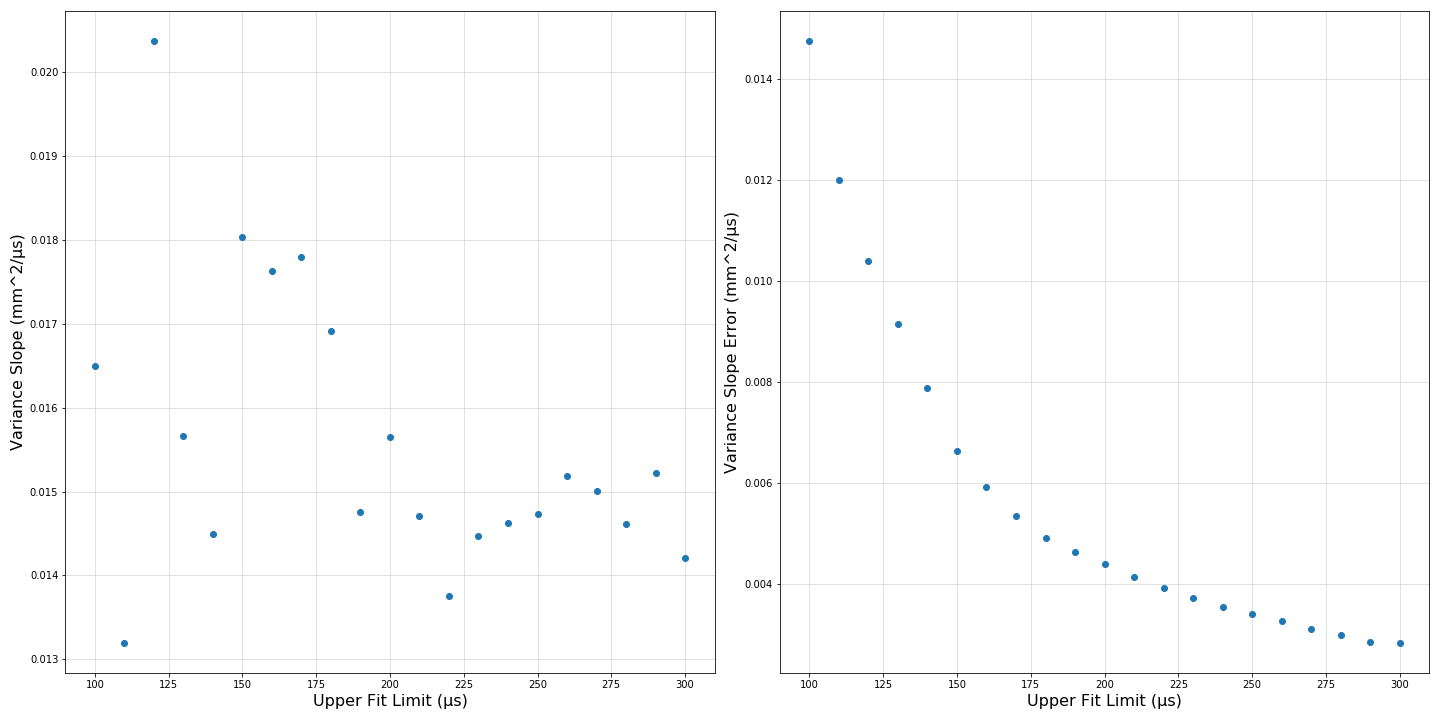 0.020
0.019
0.018
0.017
0.016
0.015
0.014
0.013
Variance Slope (mm^2/μs)
100 125 150 175 200 225 250 275 300
Upper Fit Limit (μs)
0.014
0.012
0.010
0.008
0.006
0.004
Variance Slope Error (mm^2/μs)
100 125 150 175 200 225 250 275 300
Upper Fit Limit (μs)